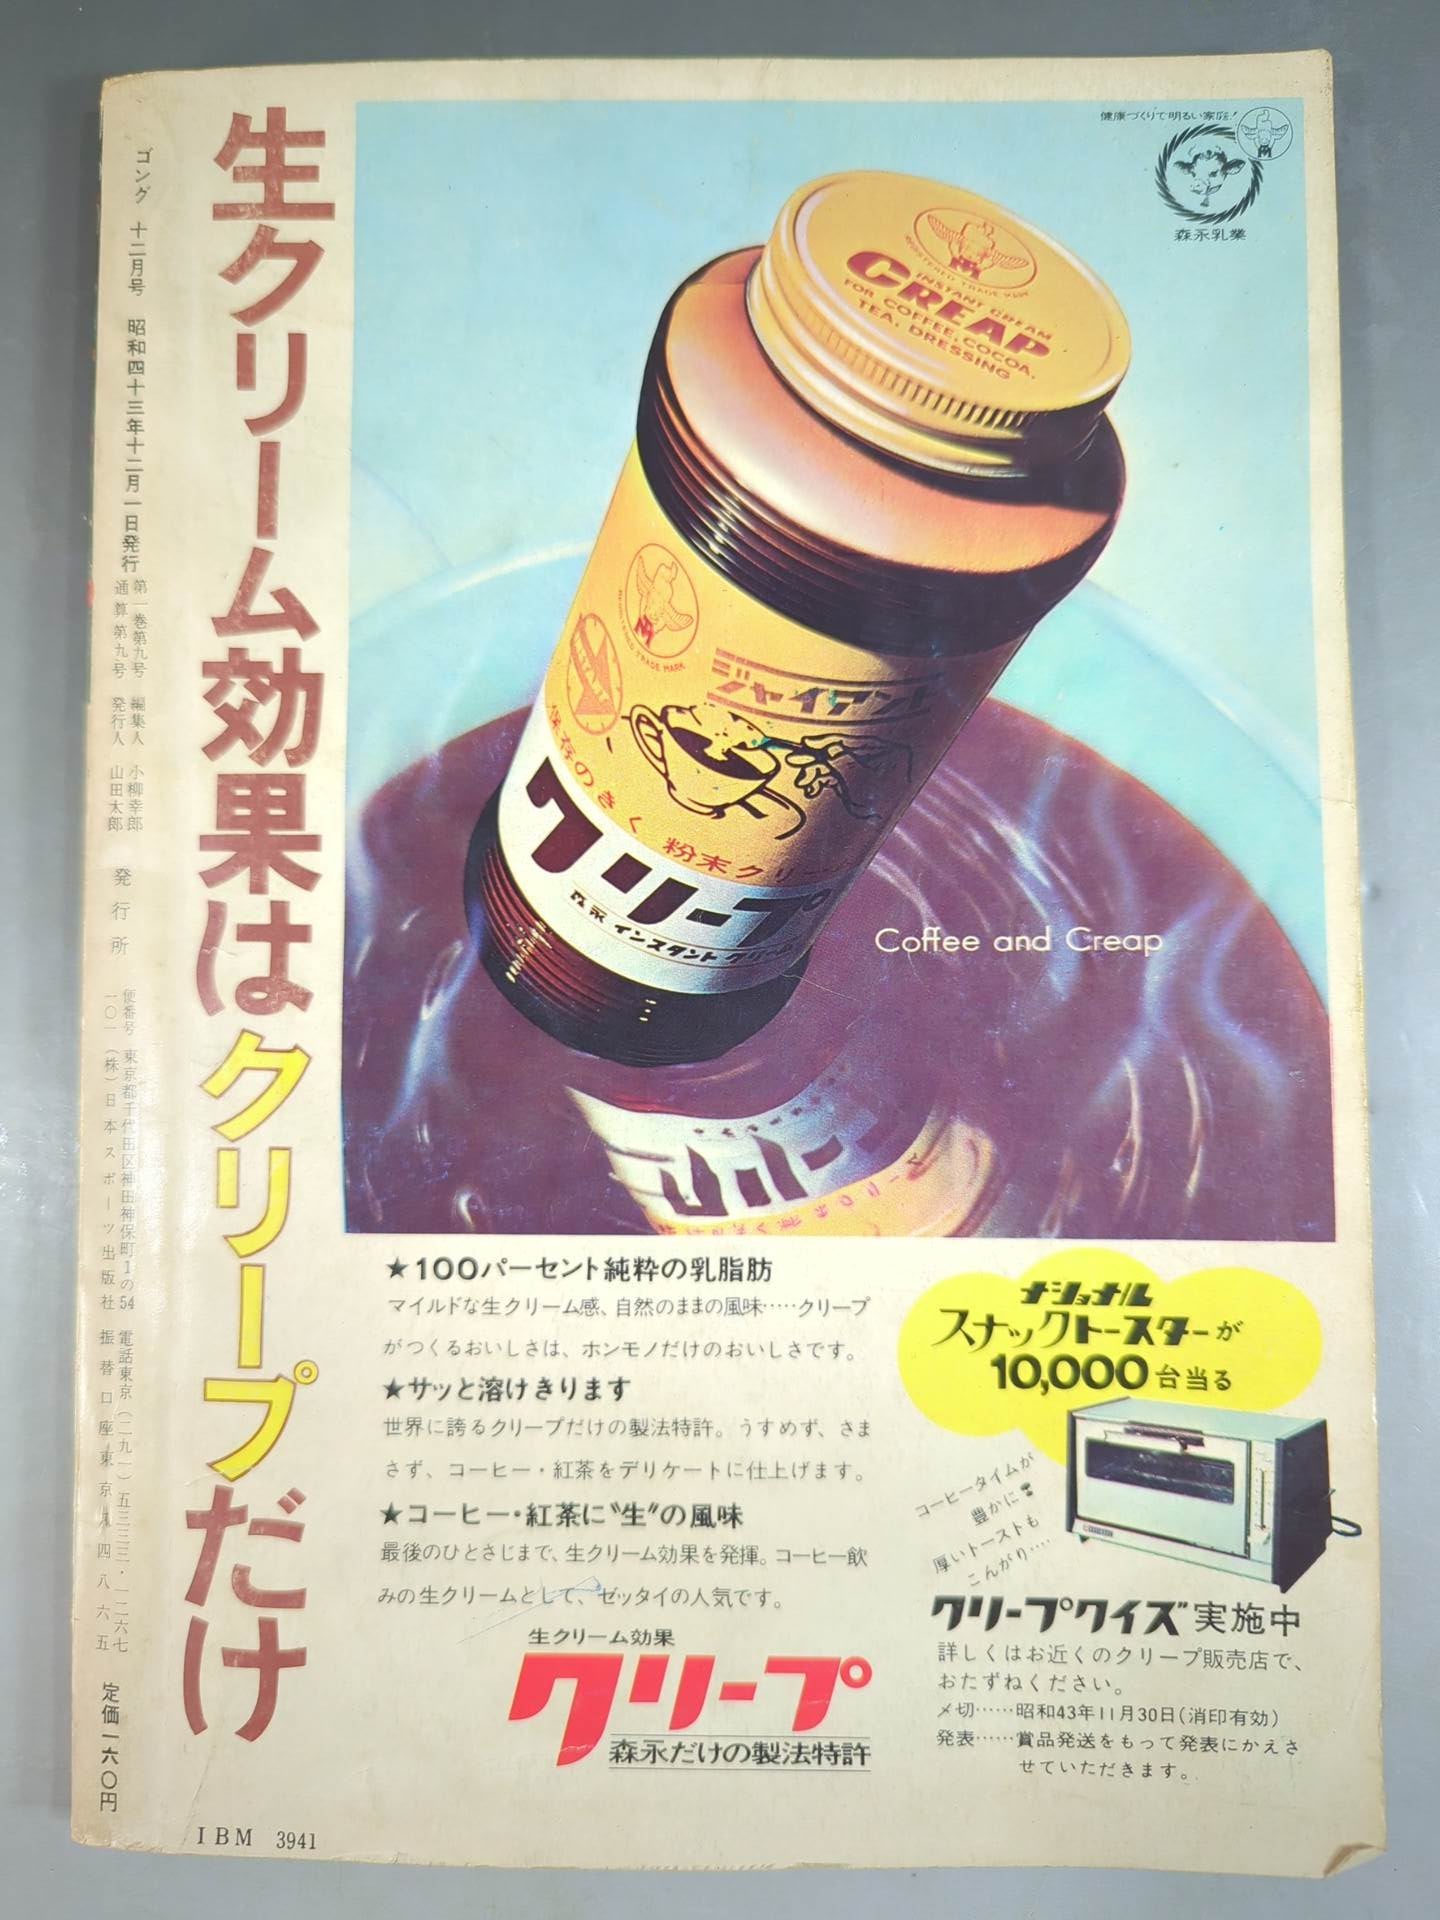 生クリーム効果はクリープだけ
ゴング 十二月号 昭和四十三年十二月一日発行
第一巻第九号 編集人 小柳幸郎
通算第九号 発行人 山田太郎
発行所
便番号 東京都千代田区神田神保町1の54 電話東京(二九一)五三三三・一二六七
一〇一 (株)日本スポーツ出版社 振替口座東京八四八六五
定価一六〇円
IBM 3941
健康づくりで明るい家庭!
森永乳業
REGISTERED TRADE MARK
INSTANT CREAM
CREAP
FOR COFFEE, COCOA,
TEA, DRESSING
TRADE MARK
ジャイアント
保存のきく 粉末クリー
クリープ
森永 インスタント クリー
Coffee and Creap
★100パーセント純粋の乳脂肪
マイルドな生クリーム感、自然のままの風味……クリープ
がつくるおいしさは、ホンモノだけのおいしさです。
★サッと溶けきります
世界に誇るクリープだけの製法特許。うすめず、さま
さず、コーヒー・紅茶をデリケートに仕上げます。
★コーヒー・紅茶に“生”の風味
最後のひとさじまで、生クリーム効果を発揮。コーヒー飲
みの生クリームとして、ゼッタイの人気です。
生クリーム効果
クリープ
森永だけの製法特許
ナショナル
スナックトースターが
10,000台当る
コーヒータイムが
豊かに
厚いトーストも
こんがり……
クリープクイズ実施中
詳しくはお近くのクリープ販売店で、
おたずねください。
〆切……昭和43年11月30日(消印有効)
発表……賞品発送をもって発表にかえさ
せていただきます。